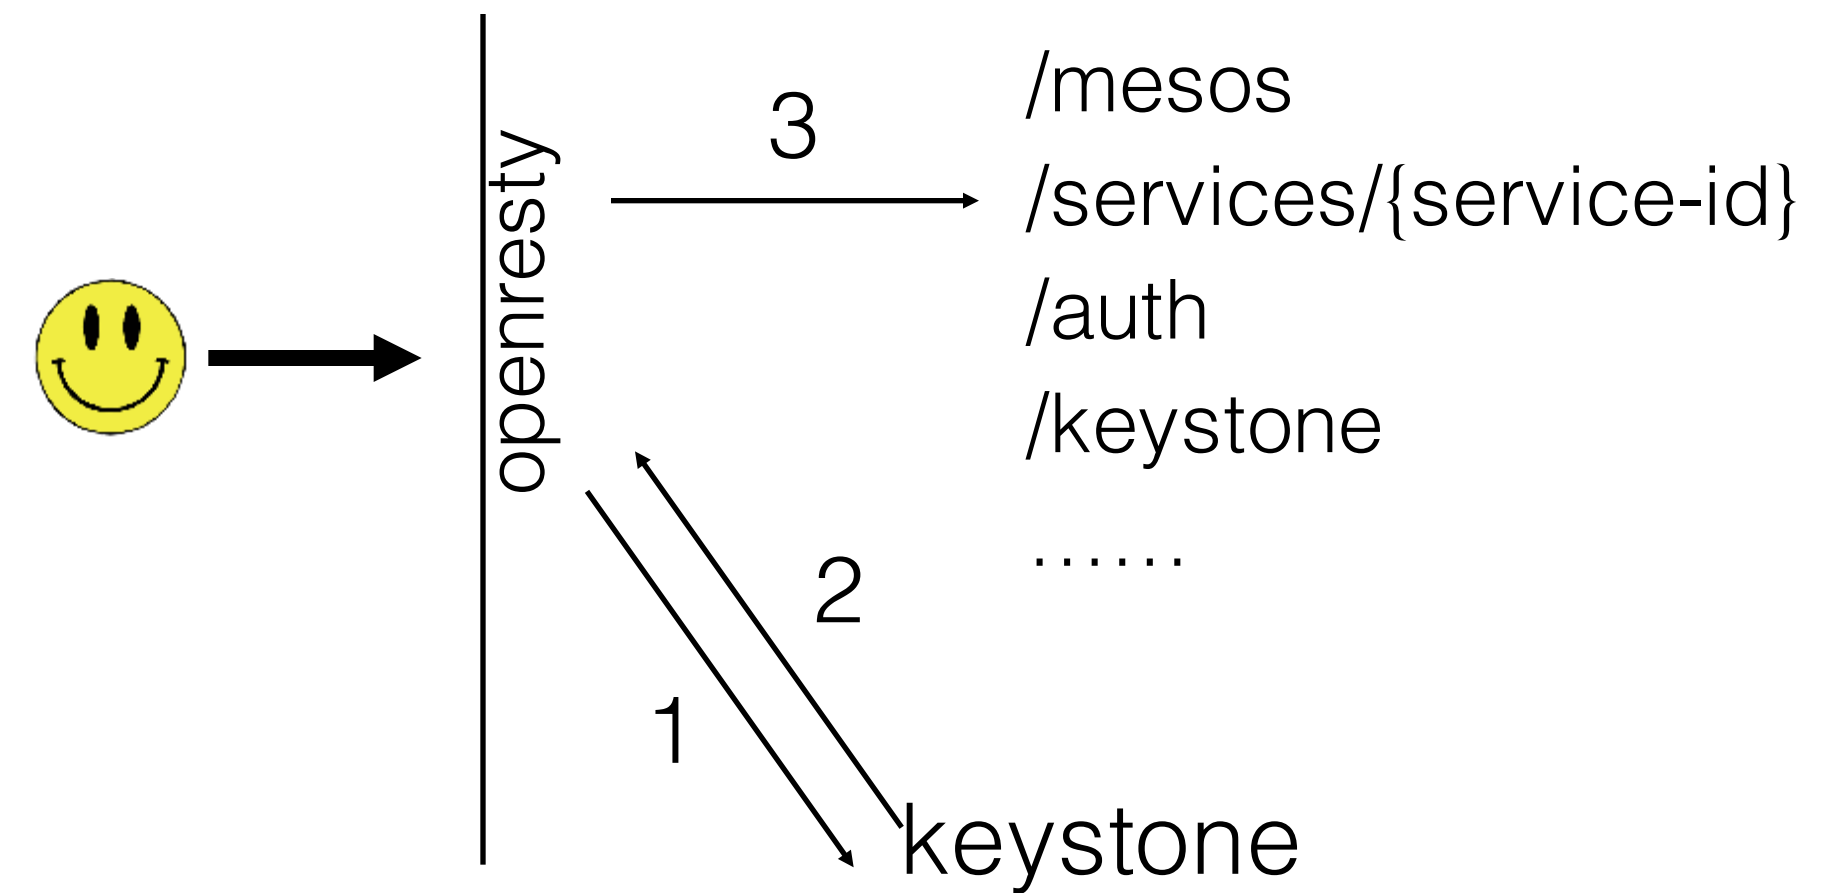 openresty
3
/mesos
/services/{service-id}
/auth
/keystone
......
2
1
keystone